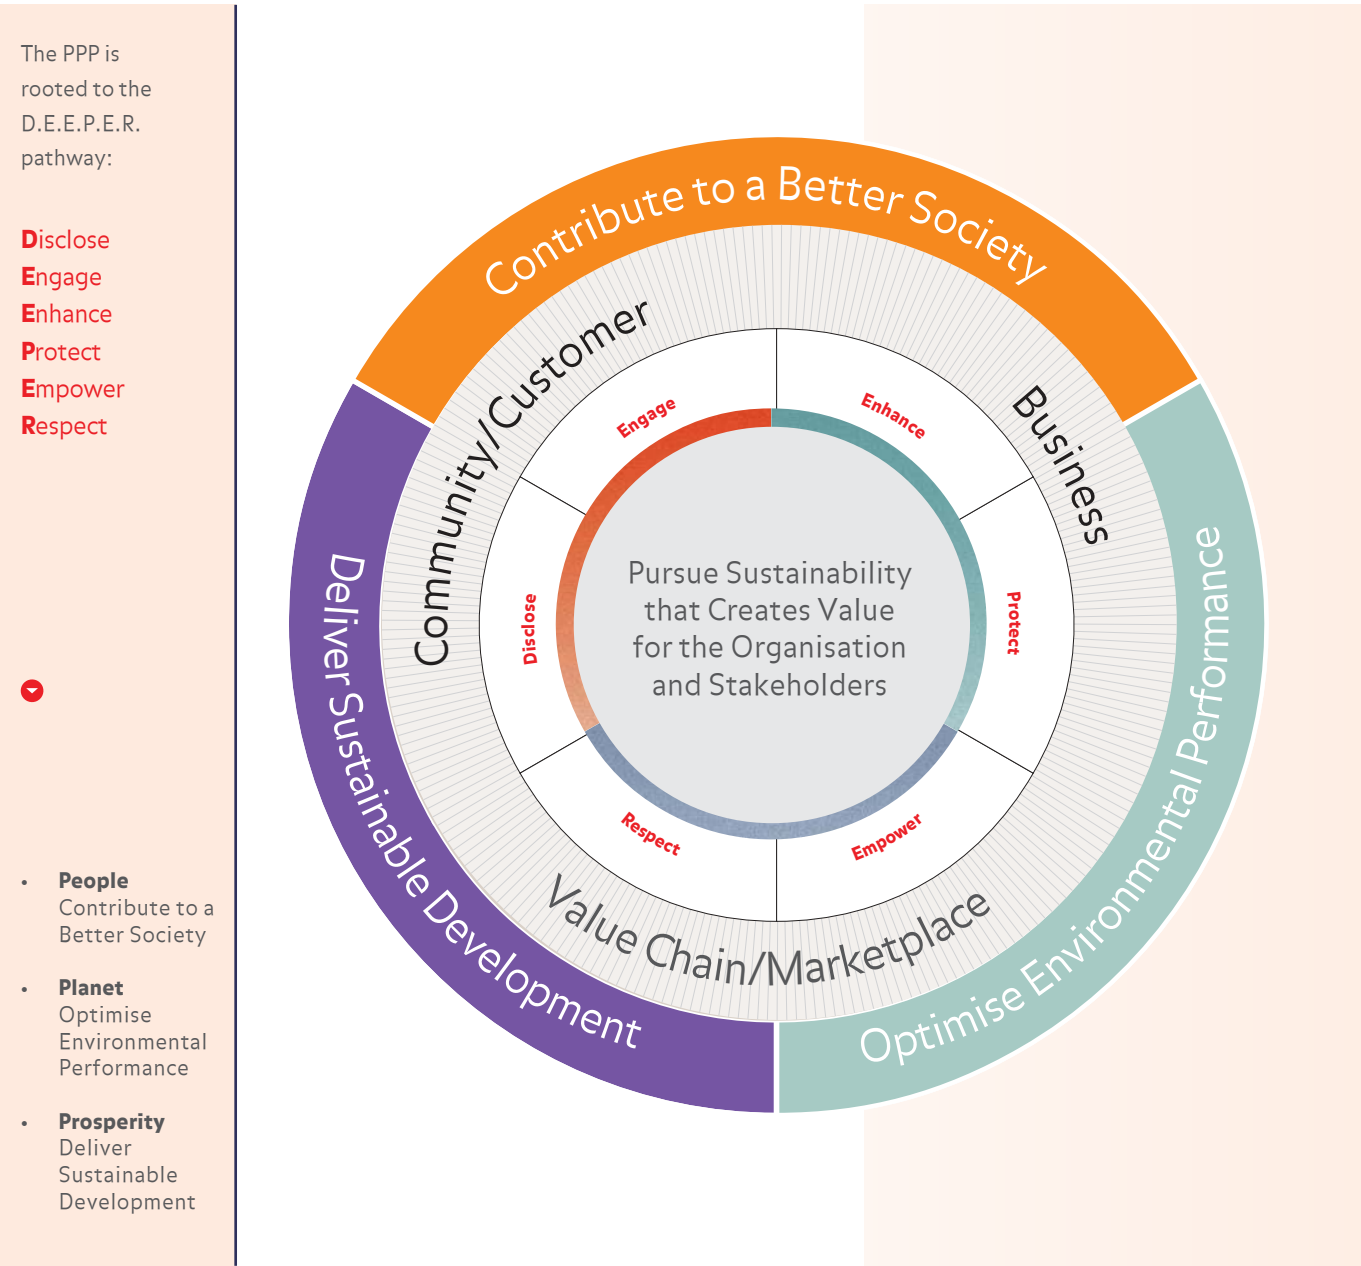 The PPP is
rooted to the
D.E.E.P.E.R.
pathway:
Disclose
Engage
Enhance
Protect
Empower
Respect
• People
Contribute to a
Better Society
• Planet
Optimise
Environmental
Performance
• Prosperity
Deliver
Sustainable
Development
Contribute to a Better Society
Optimise Environmental Performance
Deliver Sustainable Development
Community/Customer
Business
Value Chain/Marketplace
Engage
Enhance
Protect
Empower
Respect
Disclose
Pursue Sustainability
that Creates Value
for the Organisation
and Stakeholders